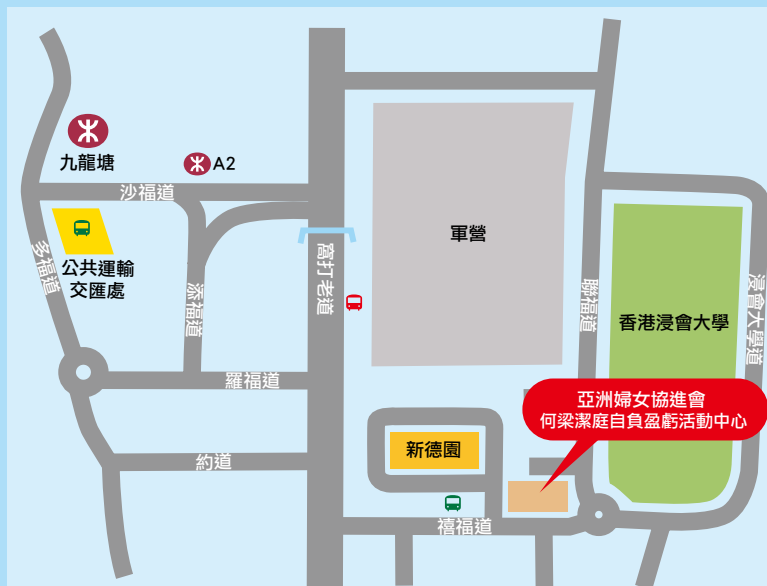 九龍塘
A2
沙福道
公共運輸
交匯處
多福道
添福道
窩打老道
軍營
聯福道
香港浸會大學
浸會大學道
羅福道
亞洲婦女協進會
何梁潔庭自負盈虧活動中心
新德園
約道
禧福道